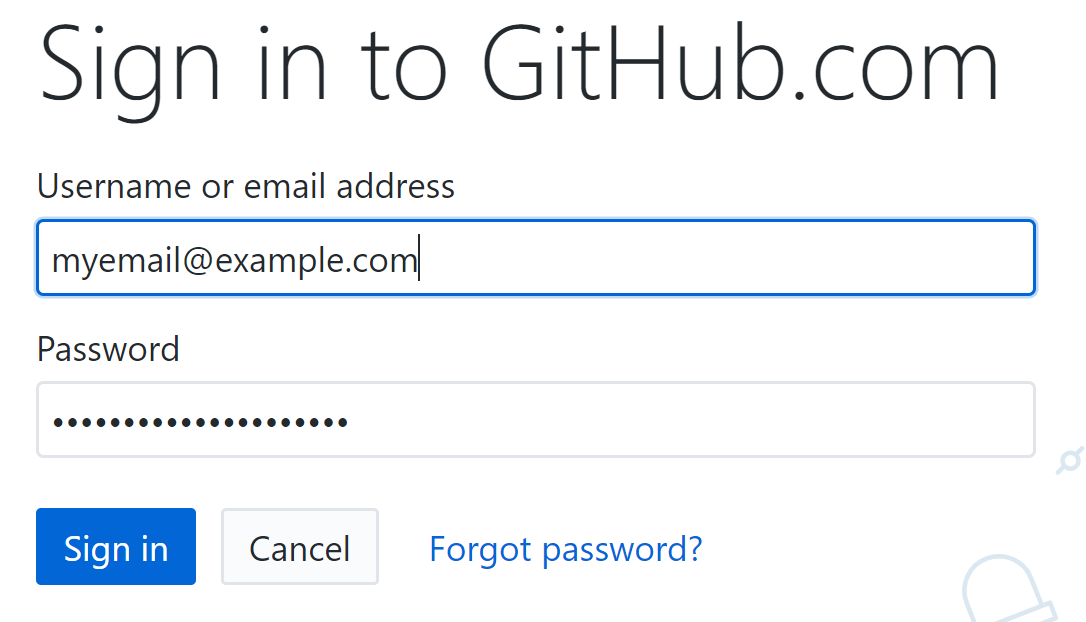 Sign in to GitHub.com
Username or email address
myemail@example.com
Password
•••••••••••••••••••••
Sign in Cancel Forgot password?